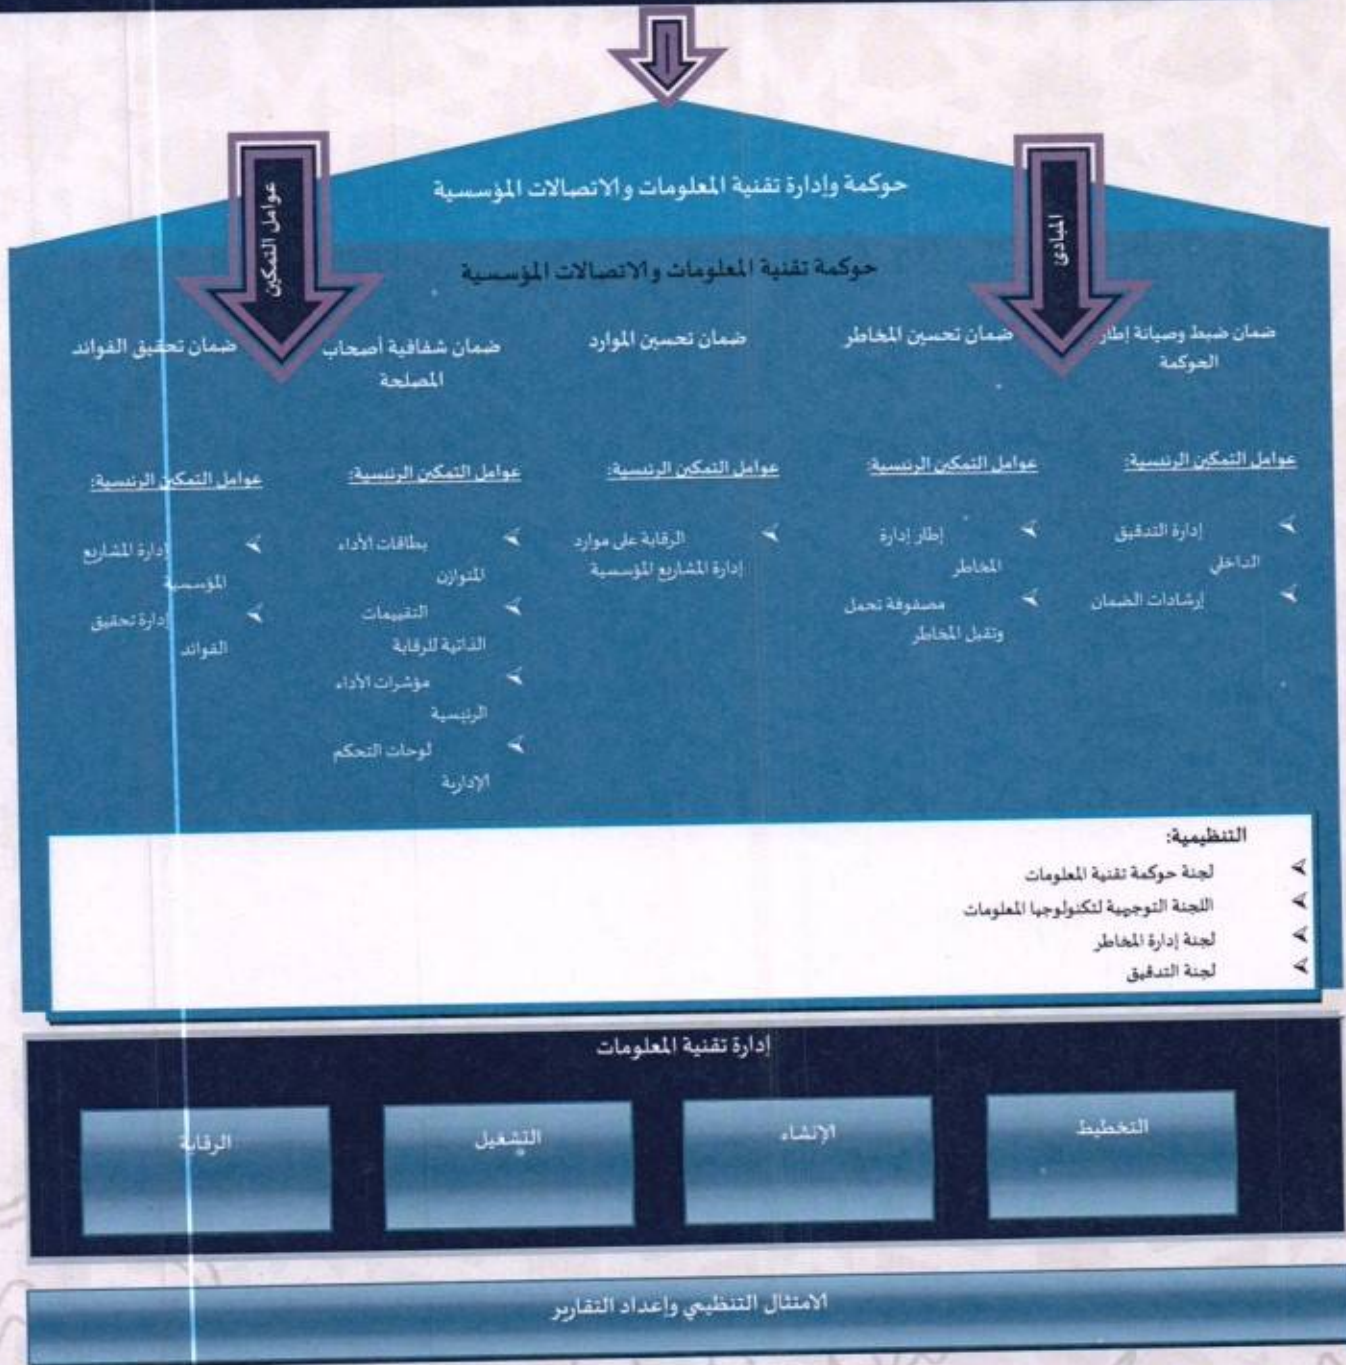 حوكمة وإدارة تقنية المعلومات والاتصالات المؤسسية
المبادئ
عوامل التمكين
حوكمة تقنية المعلومات والاتصالات المؤسسية
ضمان ضبط وصيانة إطار
الحوكمة
عوامل التمكين الرئيسية:
إدارة التدقيق
الداخلي
إرشادات الضمان
ضمان تحسين المخاطر
عوامل التمكين الرئيسية:
إطار إدارة
المخاطر
مصفوفة تحمل
وتقبل المخاطر
ضمان تحسين الموارد
عوامل التمكين الرئيسية:
الرقابة على موارد
إدارة المشاريع المؤسسية
ضمان شفافية أصحاب
المصلحة
عوامل التمكين الرئيسية:
بطاقات الأداء
المتوازن
التقييمات
الذاتية للرقابة
مؤشرات الأداء
الرئيسية
لوحات التحكم
الإدارية
ضمان تحقيق الفوائد
عوامل التمكين الرئيسية:
إدارة المشاريع
المؤسسية
إدارة تحقيق
الفوائد
التنظيمية:
لجنة حوكمة تقنية المعلومات
اللجنة التوجيهية لتكنولوجيا المعلومات
لجنة إدارة المخاطر
لجنة التدقيق
إدارة تقنية المعلومات
التخطيط
الإنشاء
التشغيل
الرقابة
الامتثال التنظيمي وإعداد التقارير